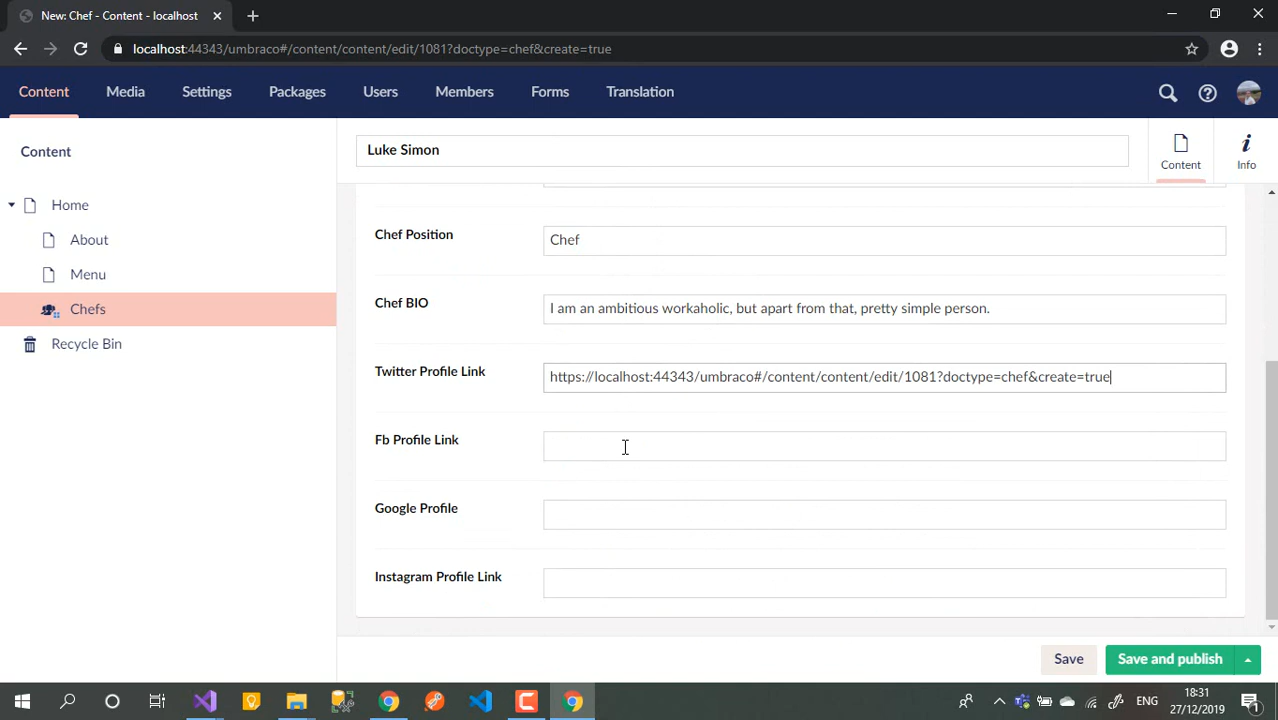 New: Chef - Content - localhost
localhost:44343/umbraco#/content/content/edit/1081?doctype=chef&create=true
Content
Media
Settings
Packages
Users
Members
Forms
Translation
Content
Luke Simon
Content
Info
Home
About
Menu
Chefs
Recycle Bin
Chef Position
Chef
Chef BIO
I am an ambitious workaholic, but apart from that, pretty simple person.
Twitter Profile Link
https://localhost:44343/umbraco#/content/content/edit/1081?doctype=chef&create=true
Fb Profile Link
Google Profile
Instagram Profile Link
Save
Save and publish
ENG
18:31
27/12/2019
1